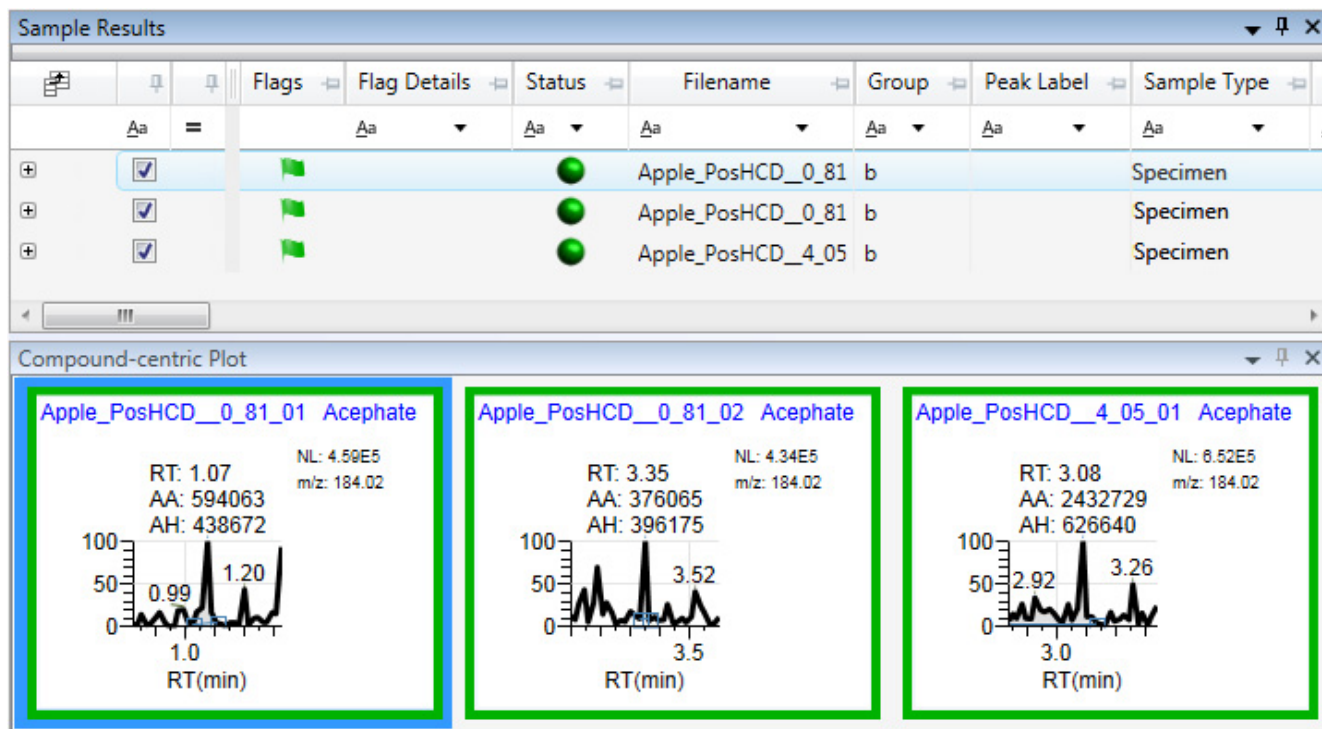 Sample Results
Flags Flag Details Status Filename Group Peak Label Sample Type
Aa = Aa Aa Aa Aa Aa Aa
Apple_PosHCD__0_81 b Specimen
Apple_PosHCD__0_81 b Specimen
Apple_PosHCD__4_05 b Specimen
Compound-centric Plot
Apple_PosHCD__0_81_01 Acephate
NL: 4.59E5
m/z: 184.02
RT: 1.07
AA: 594063
AH: 438672
100
50
0
0.99
1.20
1.0
RT(min)
Apple_PosHCD__0_81_02 Acephate
NL: 4.34E5
m/z: 184.02
RT: 3.35
AA: 376065
AH: 396175
100
50
0
3.52
3.5
RT(min)
Apple_PosHCD__4_05_01 Acephate
NL: 6.52E5
m/z: 184.02
RT: 3.08
AA: 2432729
AH: 626640
100
50
0
2.92
3.26
3.0
RT(min)